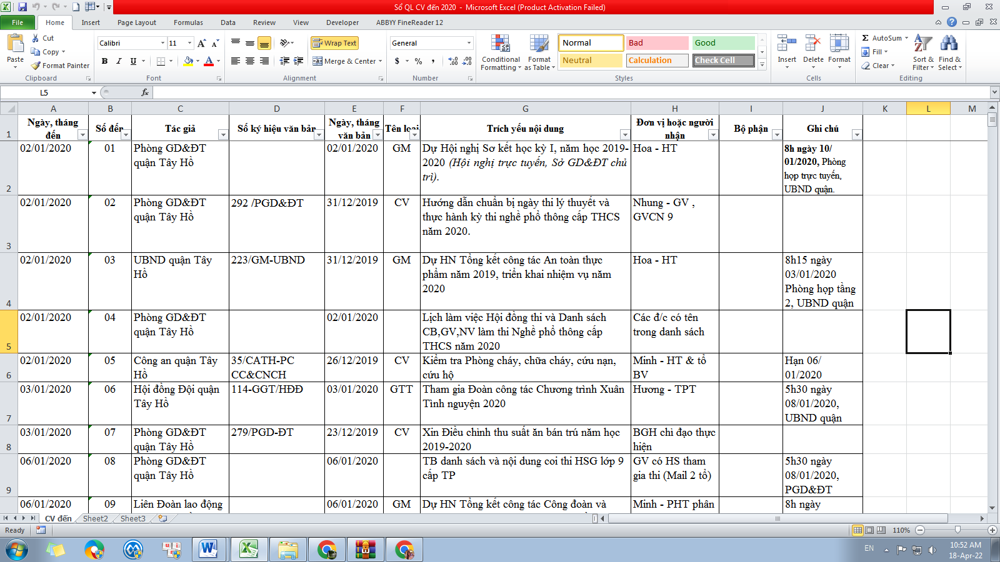 Sổ QL CV đến 2020 - Microsoft Excel (Product Activation Failed)
File Home Insert Page Layout Formulas Data Review View Developer ABBYY FineReader 12
Paste
Cut
Copy
Format Painter
Clipboard
Calibri 11
B I U
Font
Wrap Text
Merge & Center
Alignment
General
$ % ,
Number
Conditional Formatting
Format as Table
Normal Bad Good
Neutral Calculation Check Cell
Styles
Insert Delete Format
Cells
AutoSum
Fill
Clear
Sort & Filter
Find & Select
Editing
L5 fx
A B C D E F G H I J K L M
1 Ngày, tháng đến Số đến Tác giả Số ký hiệu văn bản Ngày, tháng văn bản Tên loại Trích yếu nội dung Đơn vị hoặc người nhận Bộ phận Ghi chú
2 02/01/2020 01 Phòng GD&ĐT quận Tây Hồ 02/01/2020 GM Dự Hội nghị Sơ kết học kỳ I, năm học 2019-2020 (Hội nghị trực tuyến, Sở GD&ĐT chủ trì). Hoa - HT 8h ngày 10/01/2020, Phòng họp trực tuyến, UBND quận.
3 02/01/2020 02 Phòng GD&ĐT quận Tây Hồ 292 /PGD&ĐT 31/12/2019 CV Hướng dẫn chuẩn bị ngày thi lý thuyết và thực hành kỳ thi nghề phổ thông cấp THCS năm 2020. Nhung - GV , GVCN 9
4 02/01/2020 03 UBND quận Tây Hồ 223/GM-UBND 31/12/2019 GM Dự HN Tổng kết công tác An toàn thực phẩm năm 2019, triển khai nhiệm vụ năm 2020 Hoa - HT 8h15 ngày 03/01/2020 Phòng họp tầng 2, UBND quận
5 02/01/2020 04 Phòng GD&ĐT quận Tây Hồ 02/01/2020 Lịch làm việc Hội đồng thi và Danh sách CB,GV,NV làm thi Nghề phổ thông cấp THCS năm 2020 Các đ/c có tên trong danh sách
6 02/01/2020 05 Công an quận Tây Hồ 35/CATH-PC CC&CNCH 26/12/2019 CV Kiểm tra Phòng cháy, chữa cháy, cứu nạn, cứu hộ Minh - HT & tổ BV Hạn 06/01/2020
7 03/01/2020 06 Hội đồng Đội quận Tây Hồ 114-GGT/HĐĐ 03/01/2020 GTT Tham gia Đoàn công tác Chương trình Xuân Tình nguyện 2020 Hương - TPT 5h30 ngày 08/01/2020, UBND quận
8 03/01/2020 07 Phòng GD&ĐT quận Tây Hồ 279/PGD-ĐT 23/12/2019 CV Xin Điều chỉnh thu suất ăn bán trú năm học 2019-2020 BGH chỉ đạo thực hiện
9 06/01/2020 08 Phòng GD&ĐT quận Tây Hồ 06/01/2020 TB danh sách và nội dung coi thi HSG lớp 9 cấp TP GV có HS tham gia thi (Mail 2 tổ) 5h30 ngày 08/01/2020, PGD&ĐT
06/01/2020 09 Liên Đoàn lao động 06/01/2020 GM Dự HN Tổng kết công tác Công đoàn và Minh - PHT phân 8h ngày
CV đến Sheet2 Sheet3
Ready 110%
EN 10:52 AM
18-Apr-22